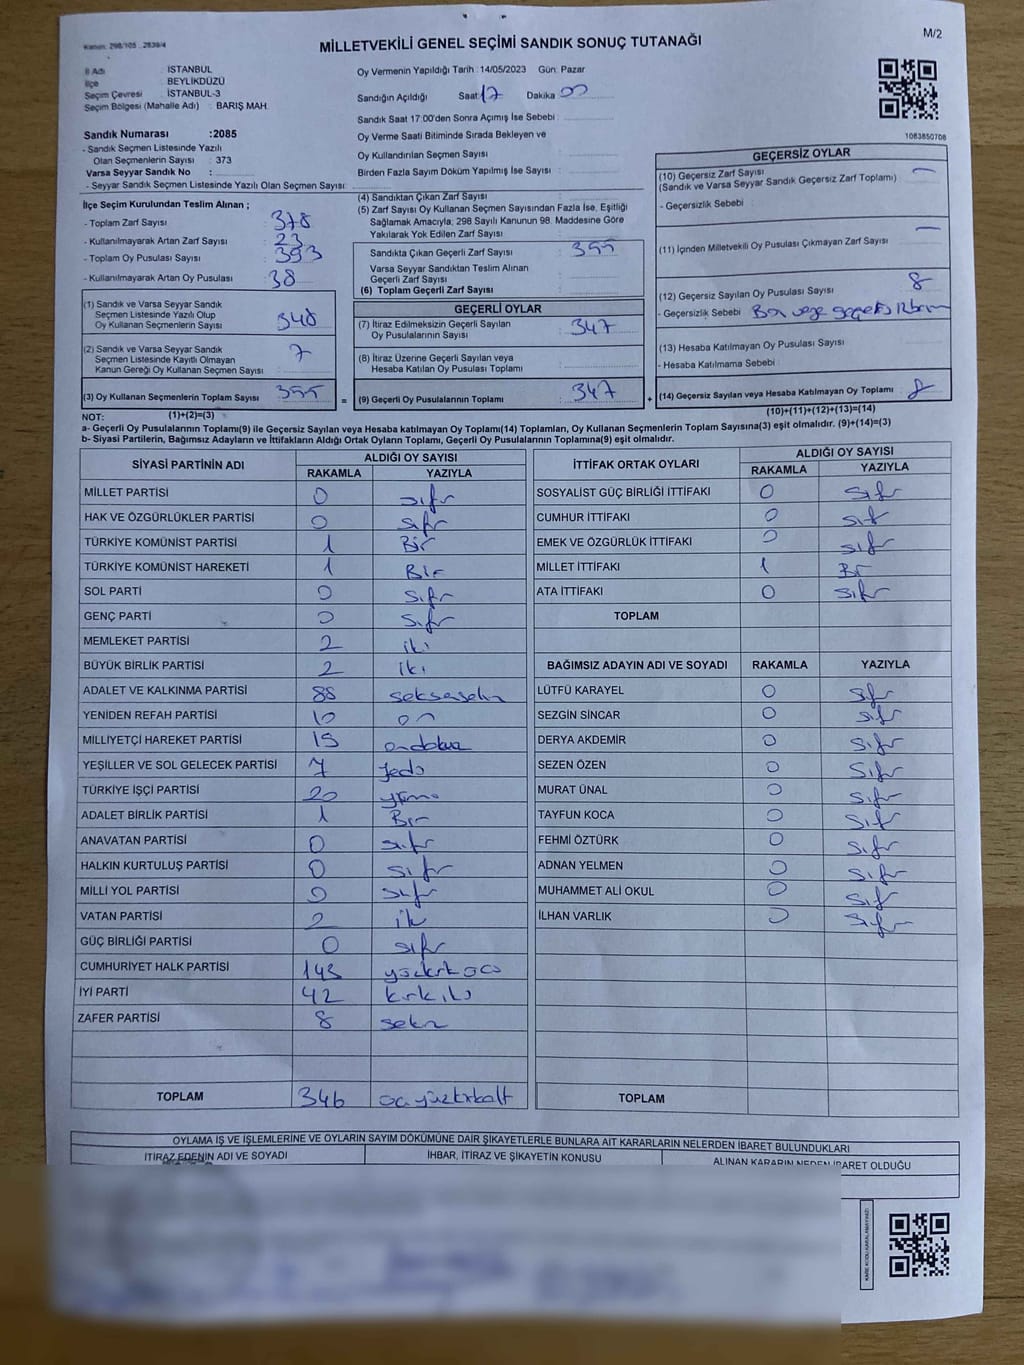 Kanun: 298/105 - 2839/4
M/2
MİLLETVEKİLİ GENEL SEÇİMİ SANDIK SONUÇ TUTANAĞI
İl Adı : İSTANBUL
İlçe : BEYLİKDÜZÜ
Seçim Çevresi : İSTANBUL-3
Seçim Bölgesi (Mahalle Adı) : BARIŞ MAH.
Sandık Numarası :2085
- Sandık Seçmen Listesinde Yazılı
Olan Seçmenlerin Sayısı : 373
Varsa Seyyar Sandık No :
- Seyyar Sandık Seçmen Listesinde Yazılı Olan Seçmen Sayısı:
Oy Vermenin Yapıldığı Tarih : 14/05/2023 Gün: Pazar
Sandığın Açıldığı Saat 17 Dakika 00
Sandık Saat 17:00'den Sonra Açımış İse Sebebi :
Oy Verme Saati Bitiminde Sırada Bekleyen ve
Oy Kullandırılan Seçmen Sayısı :
Birden Fazla Sayım Döküm Yapılmış İse Sayısı :
1063850708
İlçe Seçim Kurulundan Teslim Alınan ;
- Toplam Zarf Sayısı : 378
- Kullanılmayarak Artan Zarf Sayısı : 23
- Toplam Oy Pusulası Sayısı : 393
- Kullanılmayarak Artan Oy Pusulası : 38
(1) Sandık ve Varsa Seyyar Sandık
Seçmen Listesinde Yazılı Olup
Oy Kullanan Seçmenlerin Sayısı : 348
(2) Sandık ve Varsa Seyyar Sandık
Seçmen Listesinde Kayıtlı Olmayan
Kanun Gereği Oy Kullanan Seçmen Sayısı : 7
(3) Oy Kullanan Seçmenlerin Toplam Sayısı : 355
(1)+(2)=(3)
(4) Sandıktan Çıkan Zarf Sayısı :
(5) Zarf Sayısı Oy Kullanan Seçmen Sayısından Fazla İse, Eşitliği
Sağlamak Amacıyla, 298 Sayılı Kanunun 98. Maddesine Göre
Yakılarak Yok Edilen Zarf Sayısı :
Sandıkta Çıkan Geçerli Zarf Sayısı : 355
Varsa Seyyar Sandıktan Teslim Alınan
Geçerli Zarf Sayısı :
(6) Toplam Geçerli Zarf Sayısı :
GEÇERLİ OYLAR
(7) İtiraz Edilmeksizin Geçerli Sayılan
Oy Pusulalarının Sayısı : 347
(8) İtiraz Üzerine Geçerli Sayılan veya
Hesaba Katılan Oy Pusulası Toplamı :
= (9) Geçerli Oy Pusulalarının Toplamı : 347 +
GEÇERSİZ OYLAR
(10) Geçersiz Zarf Sayısı : —
(Sandık ve Varsa Seyyar Sandık Geçersiz Zarf Toplamı)
- Geçersizlik Sebebi :
(11) İçinden Milletvekili Oy Pusulası Çıkmayan Zarf Sayısı : —
(12) Geçersiz Sayılan Oy Pusulası Sayısı : 8
- Geçersizlik Sebebi
(13) Hesaba Katılmayan Oy Pusulası Sayısı :
- Hesaba Katılmama Sebebi :
(14) Geçersiz Sayılan veya Hesaba Katılmayan Oy Toplamı : 8
(10)+(11)+(12)+(13)=(14)
NOT:
a- Geçerli Oy Pusulalarının Toplamı(9) ile Geçersiz Sayılan veya Hesaba katılmayan Oy Toplamı(14) Toplamları, Oy Kullanan Seçmenlerin Toplam Sayısına(3) eşit olmalıdır. (9)+(14)=(3)
b- Siyasi Partilerin, Bağımsız Adayların ve İttifakların Aldığı Ortak Oyların Toplamı, Geçerli Oy Pusulalarının Toplamına(9) eşit olmalıdır.
SİYASİ PARTİNİN ADI ALDIĞI OY SAYISI
RAKAMLA YAZIYLA
MİLLET PARTİSİ 0 sıfır
HAK VE ÖZGÜRLÜKLER PARTİSİ 0 sıfır
TÜRKİYE KOMÜNİST PARTİSİ 1 Bir
TÜRKİYE KOMÜNİST HAREKETİ 1 Bir
SOL PARTİ 0 sıfır
GENÇ PARTİ 0 sıfır
MEMLEKET PARTİSİ 2 iki
BÜYÜK BİRLİK PARTİSİ 2 iki
ADALET VE KALKINMA PARTİSİ 88 seksensekiz
YENİDEN REFAH PARTİSİ 10 on
MİLLİYETÇİ HAREKET PARTİSİ 19 ondokuz
YEŞİLLER VE SOL GELECEK PARTİSİ 7 yedi
TÜRKİYE İŞÇİ PARTİSİ 20 yirmi
ADALET BİRLİK PARTİSİ 1 Bir
ANAVATAN PARTİSİ 0 sıfır
HALKIN KURTULUŞ PARTİSİ 0 sıfır
MİLLİ YOL PARTİSİ 0 sıfır
VATAN PARTİSİ 2 iki
GÜÇ BİRLİĞİ PARTİSİ 0 sıfır
CUMHURİYET HALK PARTİSİ 143 yüzkırküç
İYİ PARTİ 42 kırkiki
ZAFER PARTİSİ 8 sekiz
TOPLAM 346 üçyüzkırkaltı
İTTİFAK ORTAK OYLARI ALDIĞI OY SAYISI
RAKAMLA YAZIYLA
SOSYALİST GÜÇ BİRLİĞİ İTTİFAKI 0 sıfır
CUMHUR İTTİFAKI 0 sıfır
EMEK VE ÖZGÜRLÜK İTTİFAKI 0 sıfır
MİLLET İTTİFAKI 1 Bir
ATA İTTİFAKI 0 sıfır
TOPLAM
BAĞIMSIZ ADAYIN ADI VE SOYADI RAKAMLA YAZIYLA
LÜTFÜ KARAYEL 0 sıfır
SEZGİN SİNCAR 0 sıfır
DERYA AKDEMİR 0 sıfır
SEZEN ÖZEN 0 sıfır
MURAT ÜNAL 0 sıfır
TAYFUN KOCA 0 sıfır
FEHMİ ÖZTÜRK 0 sıfır
ADNAN YELMEN 0 sıfır
MUHAMMET ALİ OKUL 0 sıfır
İLHAN VARLIK 0 sıfır
TOPLAM
OYLAMA İŞ VE İŞLEMLERİNE VE OYLARIN SAYIM DÖKÜMÜNE DAİR ŞİKAYETLERLE BUNLARA AİT KARARLARIN NELERDEN İBARET BULUNDUKLARI
İTİRAZ EDENİN ADI VE SOYADI İHBAR, İTİRAZ VE ŞİKAYETİN KONUSU ALINAN KARARIN NEDEN İBARET OLDUĞU
KARE KODU KARALAMAYINIZ!